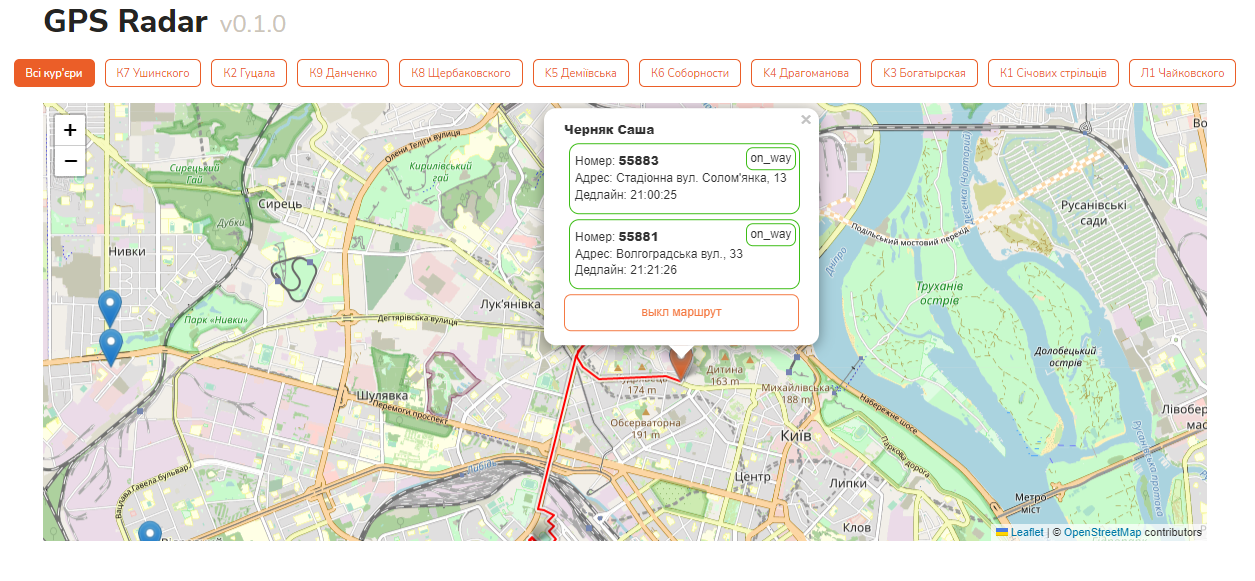 GPS Radar v0.1.0
Всі кур'єри
К7 Ушинского
К2 Гуцала
К9 Данченко
К8 Щербаковского
К5 Деміївська
К6 Соборности
К4 Драгоманова
К3 Богатырская
К1 Січових стрільців
Л1 Чайковского
+
−
Черняк Саша
×
Номер: 55883
on_way
Адрес: Стадіонна вул. Солом'янка, 13
Дедлайн: 21:00:25
Номер: 55881
on_way
Адрес: Волгоградська вул., 33
Дедлайн: 21:21:26
выкл маршрут
Олени Теліги вулиця
Сирецький
Гай
Кирилівський
гай
Сирець
Дубки
Нивки
Парк «Нивки»
Лук'янівка
Дегтярівська вулиця
Шулявка
Перемоги проспект
Вацлава Гавела бульвар
Либідь
174 m
Дитина
163 m
Михайлівська
188 m
Обсерваторна
191 m
Київ
Центр
Липки
Клов
Набережне шосе
Паркова дорога
Дніпро
Десенка (Чорторий)
Подільський мостовий перехід
Русанівські
сади
Труханів
острів
Долобецький
острів
Русанівська протока
Лівобер
мас
Метро
міст
Во
Leaflet | © OpenStreetMap contributors